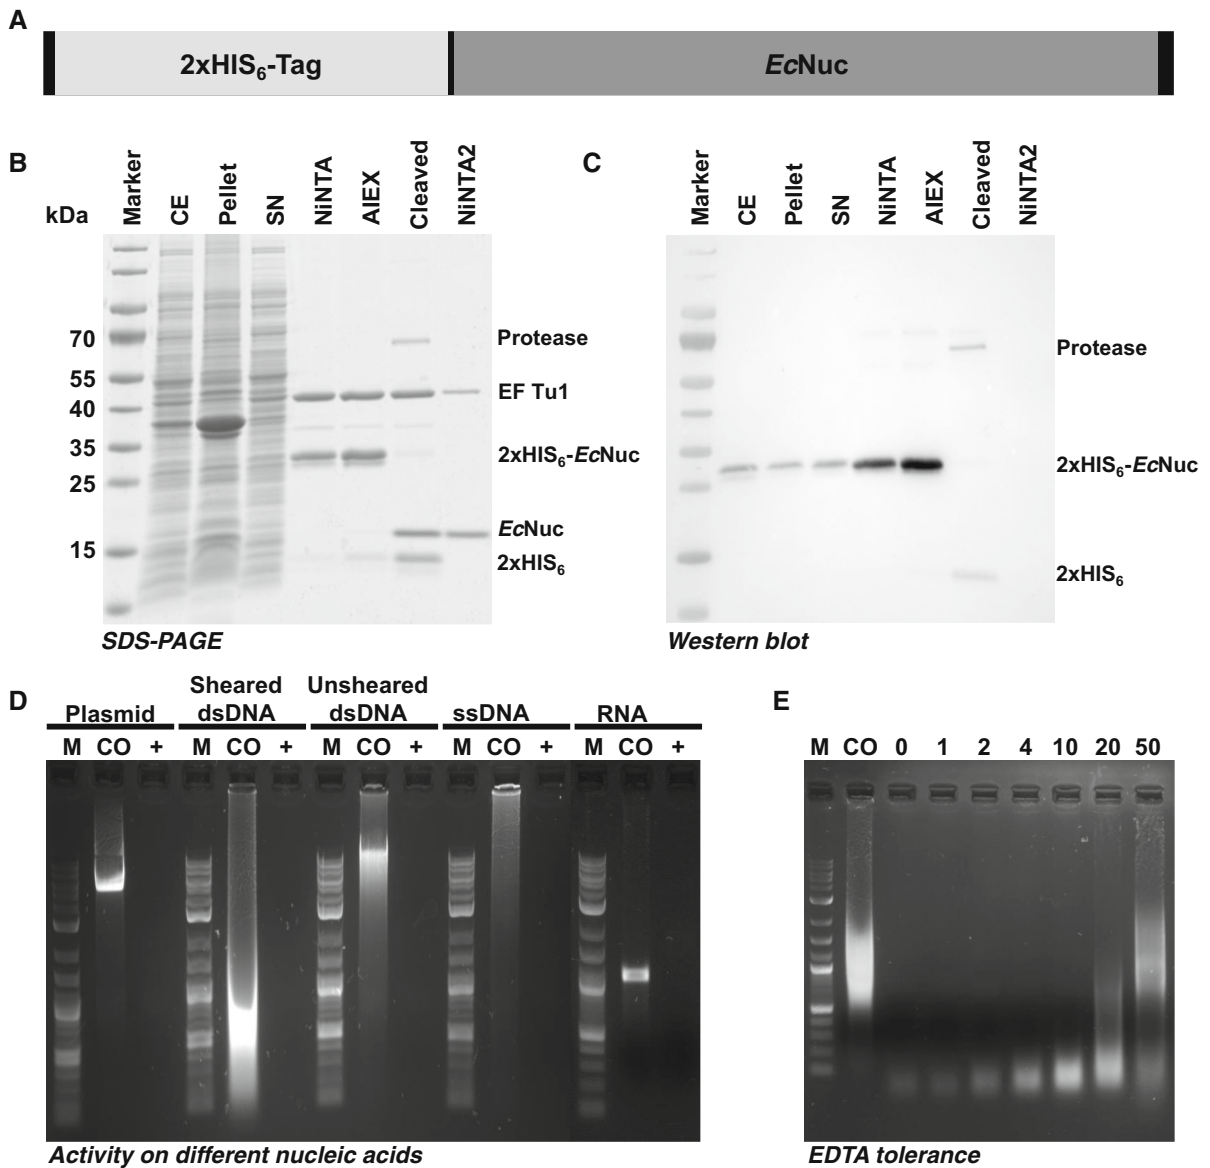 A
2xHIS6-Tag EcNuc
B
kDa Marker CE Pellet SN NiNTA AIEX Cleaved NiNTA2
70
55
40
35
25
15
Protease
EF Tu1
2xHIS6-EcNuc
EcNuc
2xHIS6
SDS-PAGE
C
Marker CE Pellet SN NiNTA AIEX Cleaved NiNTA2
Protease
2xHIS6-EcNuc
2xHIS6
Western blot
D
Plasmid Sheared dsDNA Unsheared dsDNA ssDNA RNA
M CO + M CO + M CO + M CO + M CO +
Activity on different nucleic acids
E
M CO 0 1 2 4 10 20 50
EDTA tolerance